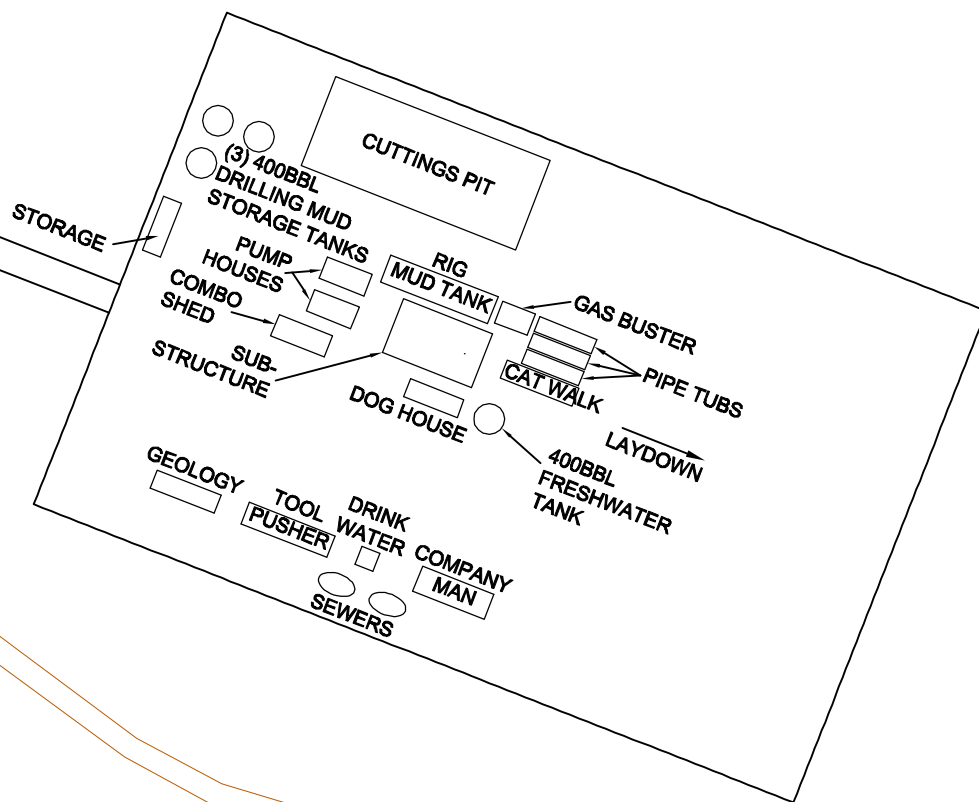 CUTTINGS PIT
(3) 400BBL
DRILLING MUD
STORAGE TANKS
STORAGE
PUMP
HOUSES
COMBO
SHED
SUB-
STRUCTURE
RIG
MUD TANK
GAS BUSTER
PIPE TUBS
CAT WALK
DOG HOUSE
LAYDOWN
400BBL
FRESHWATER
TANK
GEOLOGY
TOOL
PUSHER
DRINK
WATER
COMPANY
MAN
SEWERS